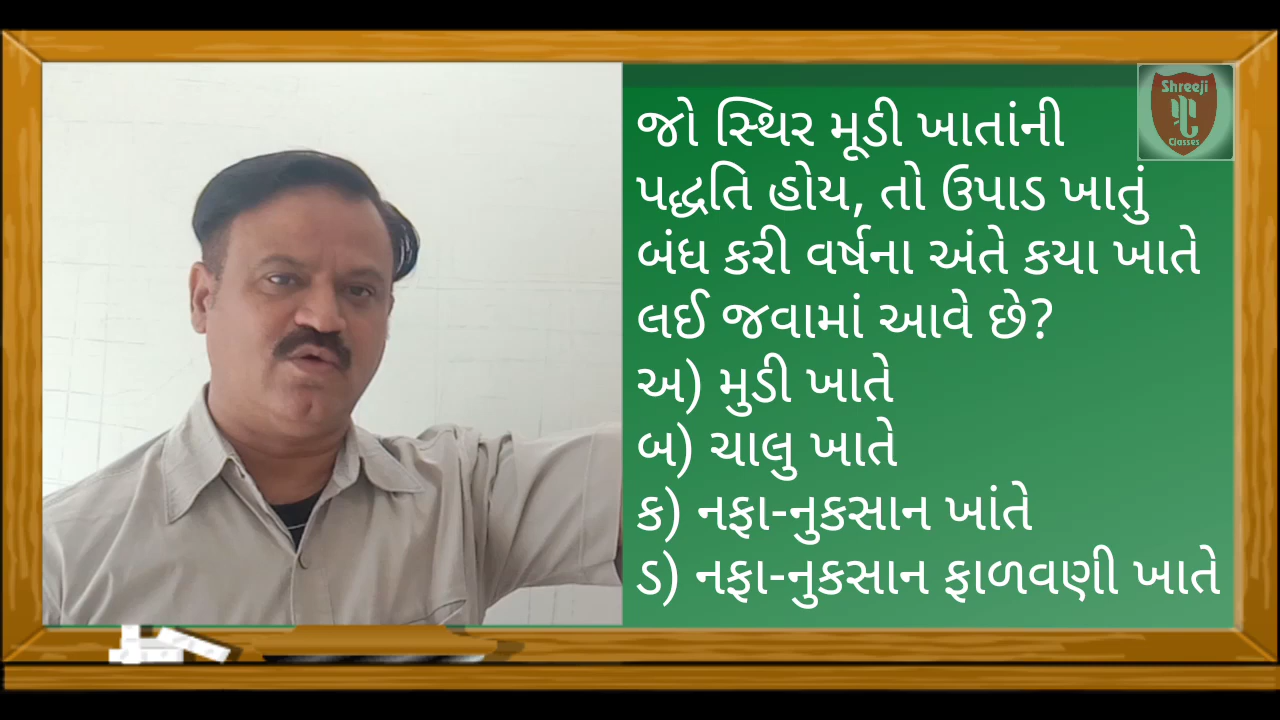 Shreeji
Classes
જો સ્થિર મૂડી ખાતાંની
પદ્ધતિ હોય, તો ઉપાડ ખાતું
બંધ કરી વર્ષના અંતે કયા ખાતે
લઈ જવામાં આવે છે?
અ) મુડી ખાતે
બ) ચાલુ ખાતે
ક) નફા-નુકસાન ખાંતે
ડ) નફા-નુકસાન ફાળવણી ખાતે